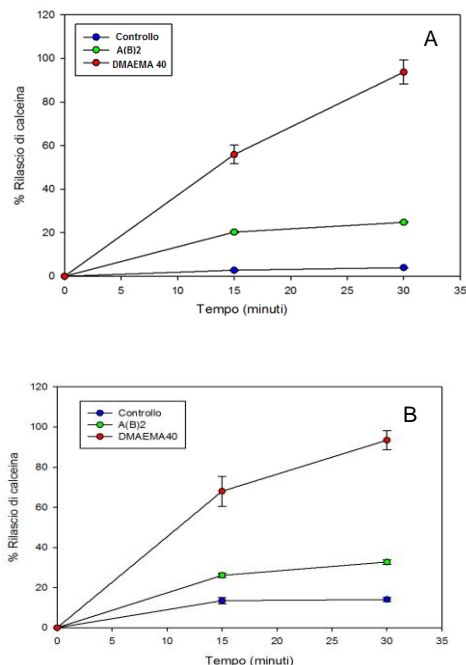 A
Controllo
A(B)2
DMAEMA 40
120
100
80
60
40
20
0
% Rilascio di calceina
0 5 10 15 20 25 30 35
Tempo (minuti)
B
Controllo
A(B)2
DMAEMA40
120
100
80
60
40
20
0
% Rilascio di calceina
0 5 10 15 20 25 30 35
Tempo (minuti)